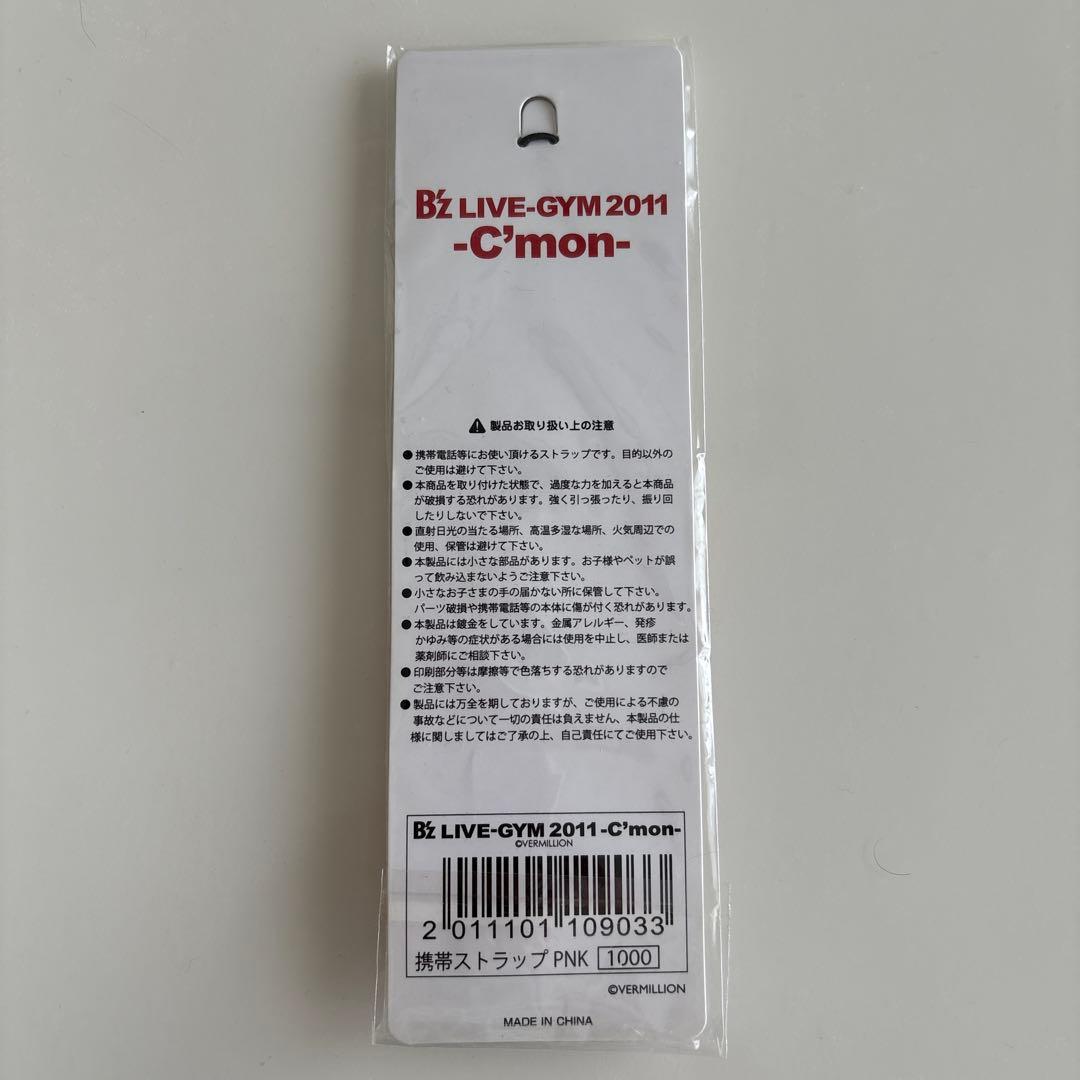 B'z LIVE-GYM 2011
-C'mon-
製品お取り扱い上の注意
●携帯電話等にお使い頂けるストラップです。目的以外の
ご使用は避けて下さい。
●本商品を取り付けた状態で、過度な力を加えると本商品
が破損する恐れがあります。強く引っ張ったり、振り回
したりしないで下さい。
●直射日光の当たる場所、高温多湿な場所、火気周辺での
使用、保管は避けて下さい。
●本製品には小さな部品があります。お子様やペットが誤
って飲み込まないようご注意下さい。
●小さなお子さまの手の届かない所に保管して下さい。
パーツ破損や携帯電話等の本体に傷が付く恐れがあります。
●本製品は鍍金をしています。金属アレルギー、発疹
かゆみ等の症状がある場合には使用を中止し、医師または
薬剤師にご相談下さい。
●印刷部分等は摩擦等で色落ちする恐れがありますので
ご注意下さい。
●製品には万全を期しておりますが、ご使用による不慮の
事故などについて一切の責任は負えません、本製品の仕
様に関しましてはご了承の上、自己責任にてご使用下さい。
B'z LIVE-GYM 2011 -C'mon-
©VERMILLION
2 011101 109033
携帯ストラップ PNK 1000
©VERMILLION
MADE IN CHINA